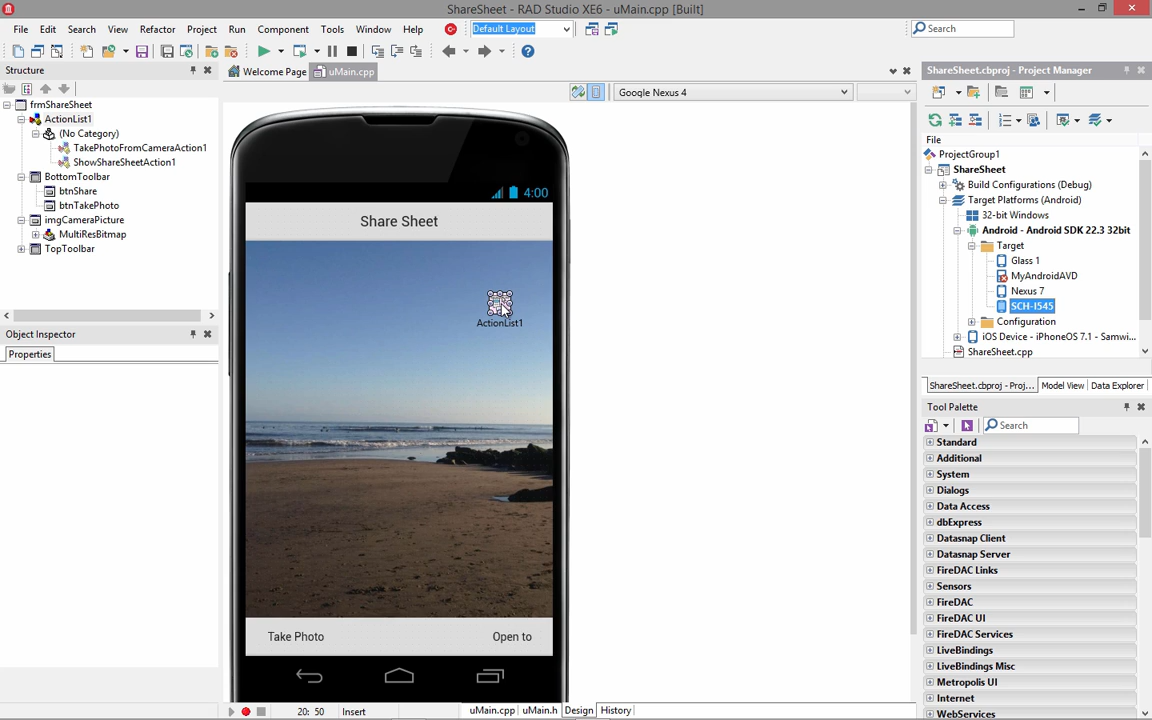 ShareSheet - RAD Studio XE6 - uMain.cpp [Built]
File Edit Search View Refactor Project Run Component Tools Window Help
Default Layout
Search
Structure
Welcome Page
uMain.cpp
ShareSheet.cbproj - Project Manager
Google Nexus 4
frmShareSheet
ActionList1
(No Category)
TakePhotoFromCameraAction1
ShowShareSheetAction1
BottomToolbar
btnShare
btnTakePhoto
imgCameraPicture
MultiResBitmap
TopToolbar
Object Inspector
Properties
4:00
Share Sheet
ActionList1
Take Photo
Open to
20: 50
Insert
uMain.cpp
uMain.h
Design
History
File
ProjectGroup1
ShareSheet
Build Configurations (Debug)
Target Platforms (Android)
32-bit Windows
Android - Android SDK 22.3 32bit
Target
Glass 1
MyAndroidAVD
Nexus 7
SCH-I545
Configuration
iOS Device - iPhoneOS 7.1 - Samwi...
ShareSheet.cpp
ShareSheet.cbproj - Proj...
Model View
Data Explorer
Tool Palette
Search
Standard
Additional
System
Dialogs
Data Access
dbExpress
Datasnap Client
Datasnap Server
FireDAC Links
Sensors
FireDAC
FireDAC UI
FireDAC Services
LiveBindings
LiveBindings Misc
Metropolis UI
Internet
WebServices